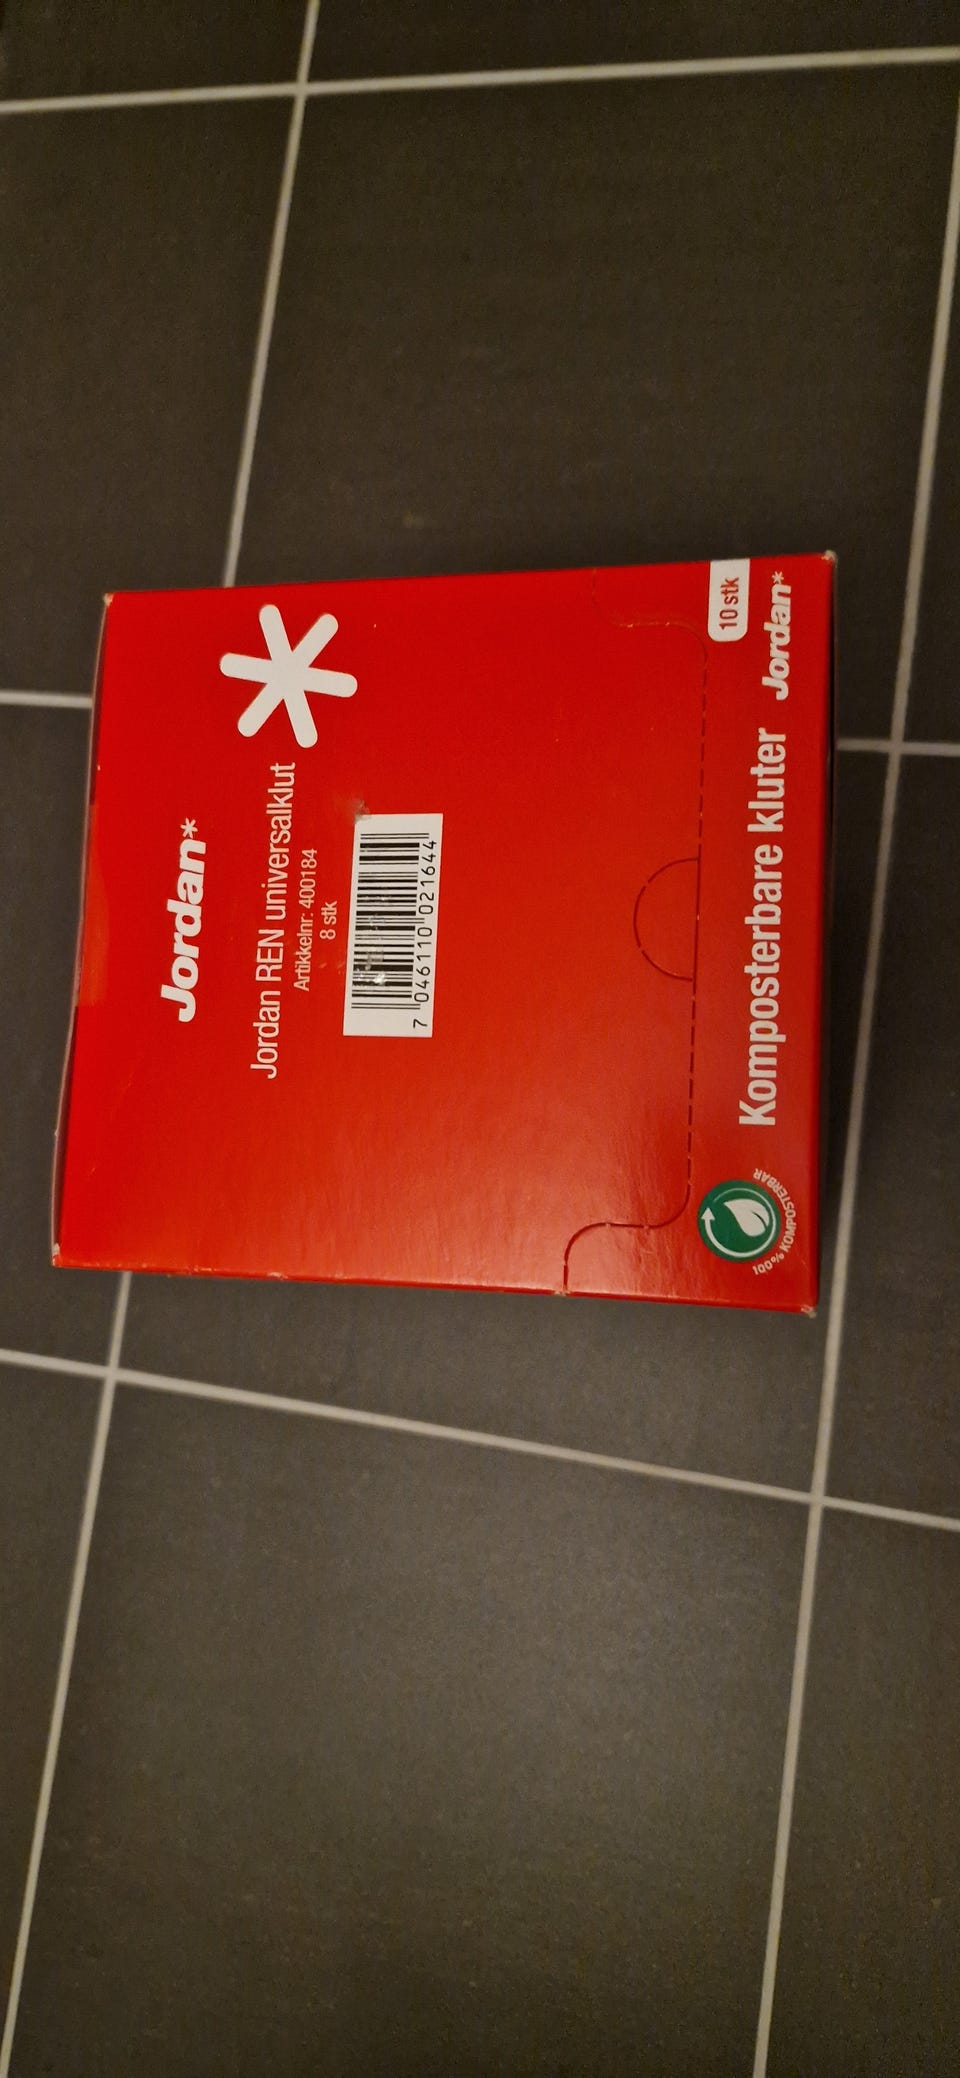 Jordan*
Jordan REN universalklut
Artikkelnr: 400184
8 stk
7 046110 021644
10 stk
Komposterbare kluter Jordan*
100% KOMPOSTERBAR